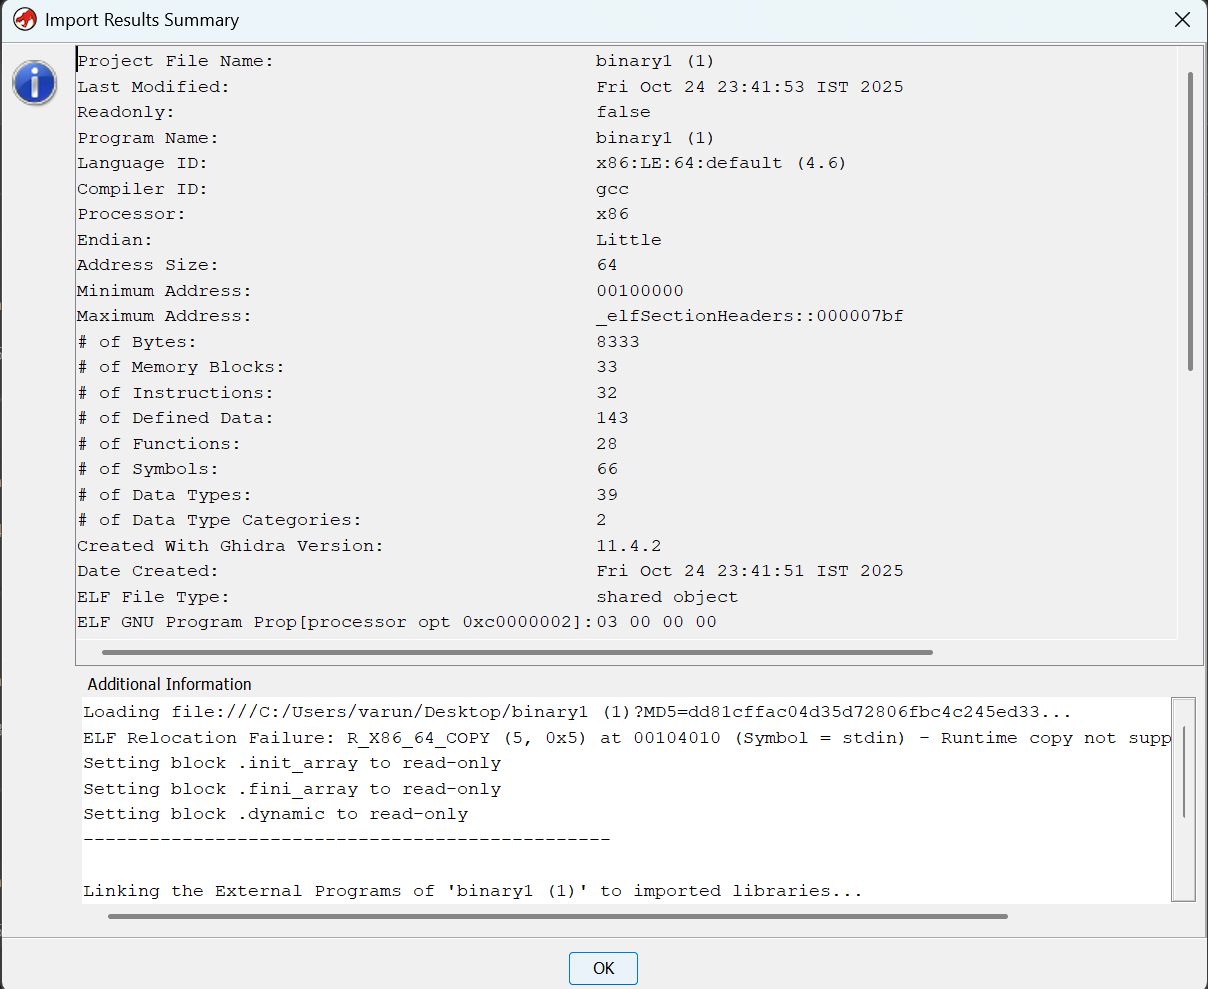 Import Results Summary
Project File Name: binary1 (1)
Last Modified: Fri Oct 24 23:41:53 IST 2025
Readonly: false
Program Name: binary1 (1)
Language ID: x86:LE:64:default (4.6)
Compiler ID: gcc
Processor: x86
Endian: Little
Address Size: 64
Minimum Address: 00100000
Maximum Address: _elfSectionHeaders::000007bf
# of Bytes: 8333
# of Memory Blocks: 33
# of Instructions: 32
# of Defined Data: 143
# of Functions: 28
# of Symbols: 66
# of Data Types: 39
# of Data Type Categories: 2
Created With Ghidra Version: 11.4.2
Date Created: Fri Oct 24 23:41:51 IST 2025
ELF File Type: shared object
ELF GNU Program Prop[processor opt 0xc0000002]: 03 00 00 00
Additional Information
Loading file:///C:/Users/varun/Desktop/binary1 (1)?MD5=dd81cffac04d35d72806fbc4c245ed33...
ELF Relocation Failure: R_X86_64_COPY (5, 0x5) at 00104010 (Symbol = stdin) - Runtime copy not supp
Setting block .init_array to read-only
Setting block .fini_array to read-only
Setting block .dynamic to read-only
------------------------------------------------
Linking the External Programs of 'binary1 (1)' to imported libraries...
OK